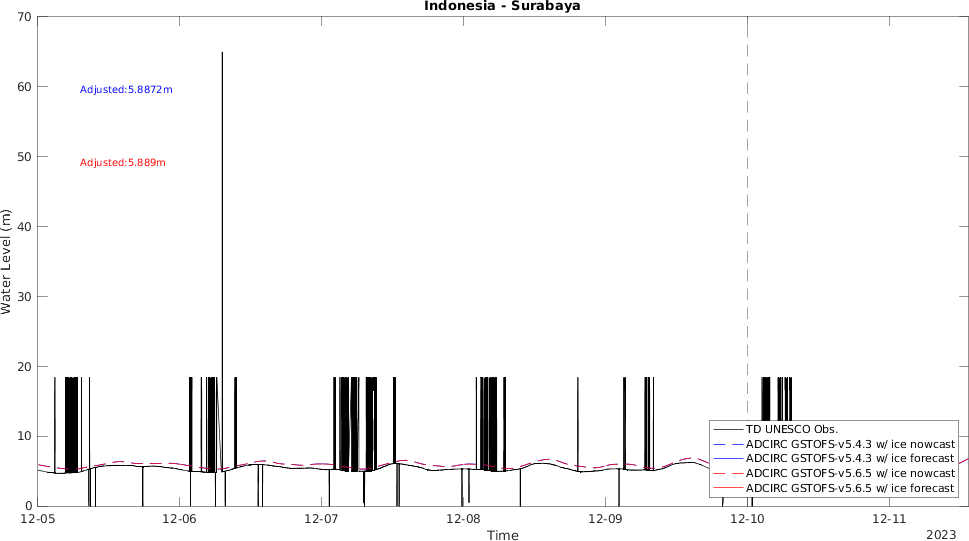 Indonesia - Surabaya
70
60
50
40
30
20
10
0
Water Level (m)
Adjusted:5.8872m
Adjusted:5.889m
TD UNESCO Obs.
ADCIRC GSTOFS-v5.4.3 w/ ice nowcast
ADCIRC GSTOFS-v5.4.3 w/ ice forecast
ADCIRC GSTOFS-v5.6.5 w/ ice nowcast
ADCIRC GSTOFS-v5.6.5 w/ ice forecast
12-05 12-06 12-07 12-08 12-09 12-10 12-11
Time
2023